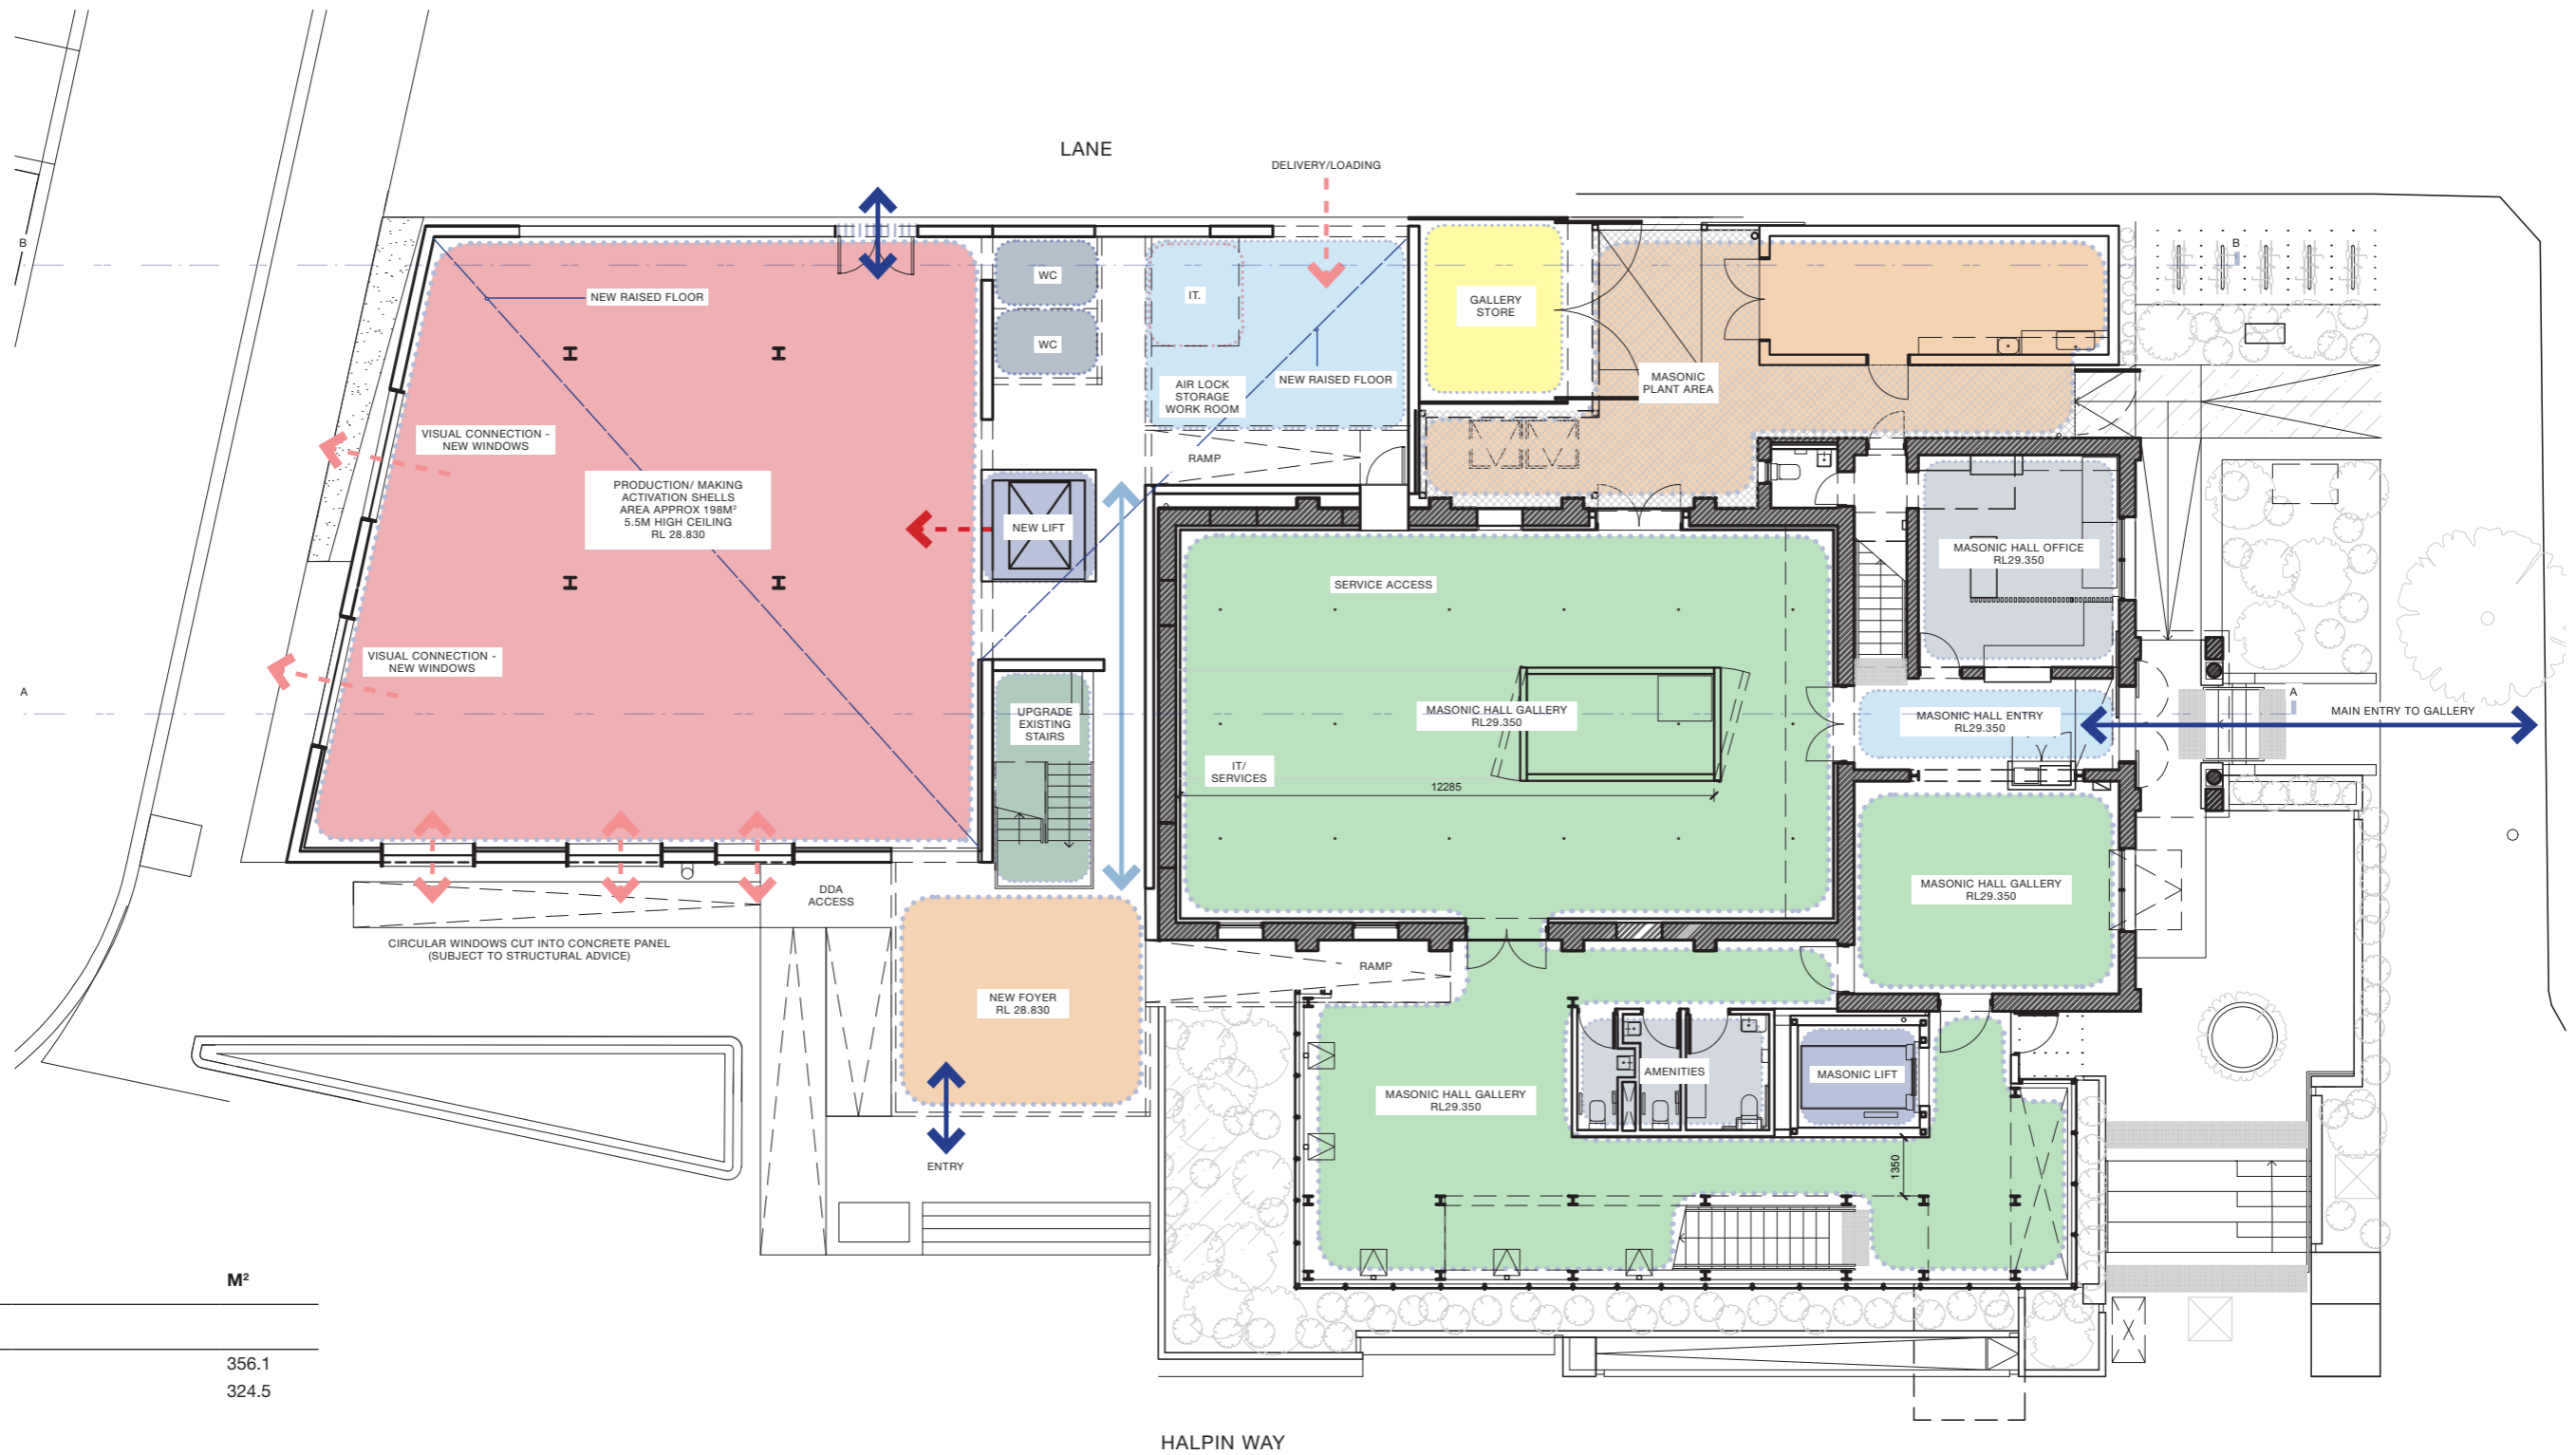 LANE
DELIVERY/LOADING
B
B
WC
IT.
NEW RAISED FLOOR
GALLERY
STORE
WC
NEW RAISED FLOOR
MASONIC
PLANT AREA
AIR LOCK
STORAGE
WORK ROOM
VISUAL CONNECTION -
NEW WINDOWS
RAMP
PRODUCTION/ MAKING
ACTIVATION SHELLS
AREA APPROX 198M²
5.5M HIGH CEILING
RL 28.830
NEW LIFT
MASONIC HALL OFFICE
RL29.350
SERVICE ACCESS
VISUAL CONNECTION -
NEW WINDOWS
A
A
UPGRADE
EXISTING
STAIRS
MASONIC HALL GALLERY
RL29.350
MASONIC HALL ENTRY
RL29.350
MAIN ENTRY TO GALLERY
IT/
SERVICES
12285
DDA
ACCESS
MASONIC HALL GALLERY
RL29.350
CIRCULAR WINDOWS CUT INTO CONCRETE PANEL
(SUBJECT TO STRUCTURAL ADVICE)
RAMP
NEW FOYER
RL 28.830
AMENITIES
MASONIC LIFT
MASONIC HALL GALLERY
RL29.350
ENTRY
1350
M²
356.1
324.5
HALPIN WAY